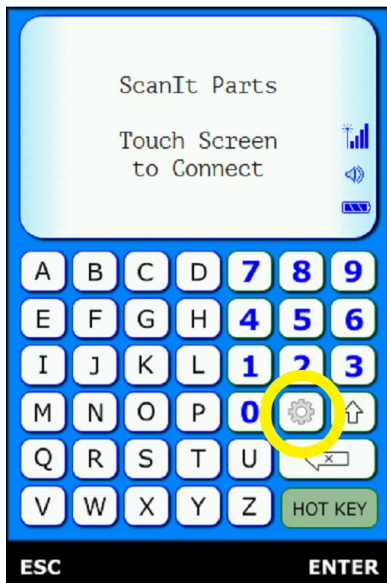 ScanIt Parts
Touch Screen
to Connect
A B C D 7 8 9
E F G H 4 5 6
I J K L 1 2 3
M N O P 0
Q R S T U
V W X Y Z HOT KEY
ESC ENTER